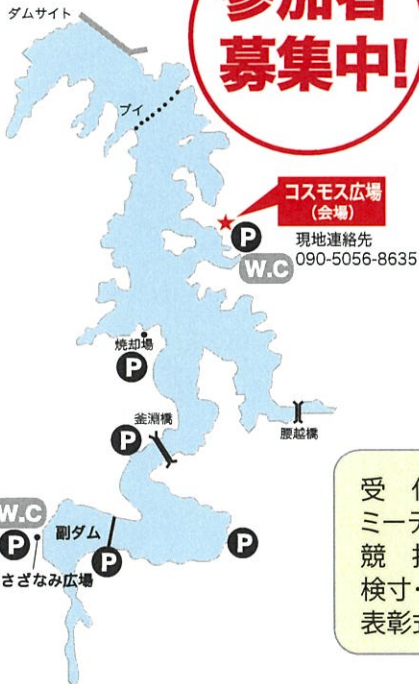 ダムサイト
参加者
募集中!
ブイ
コスモス広場
(会場)
P
現地連絡先
090-5056-8635
W.C
焼却場
P
釜淵橋
P
腰越橋
W.C
副ダム
P
P
P
さざなみ広場
受
ミーテ
競
検寸・
表彰式